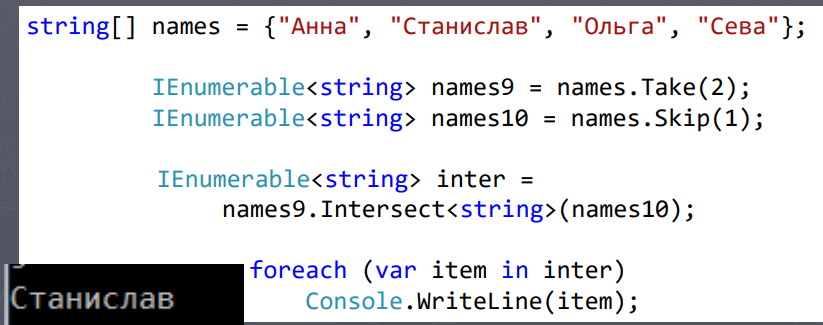 string[] names = {"Анна", "Станислав", "Ольга", "Сева"};
IEnumerable<string> names9 = names.Take(2);
IEnumerable<string> names10 = names.Skip(1);
IEnumerable<string> inter =
names9.Intersect<string>(names10);
foreach (var item in inter)
Console.WriteLine(item);
Станислав